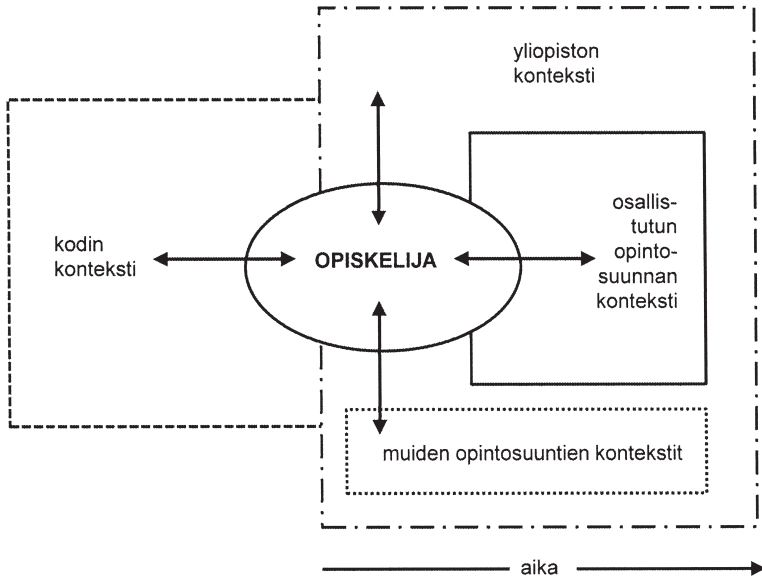 yliopiston
konteksti
kodin
konteksti
OPISKELIJA
osallis-
tutun
opinto-
suunnan
konteksti
muiden opintosuuntien kontekstit
aika